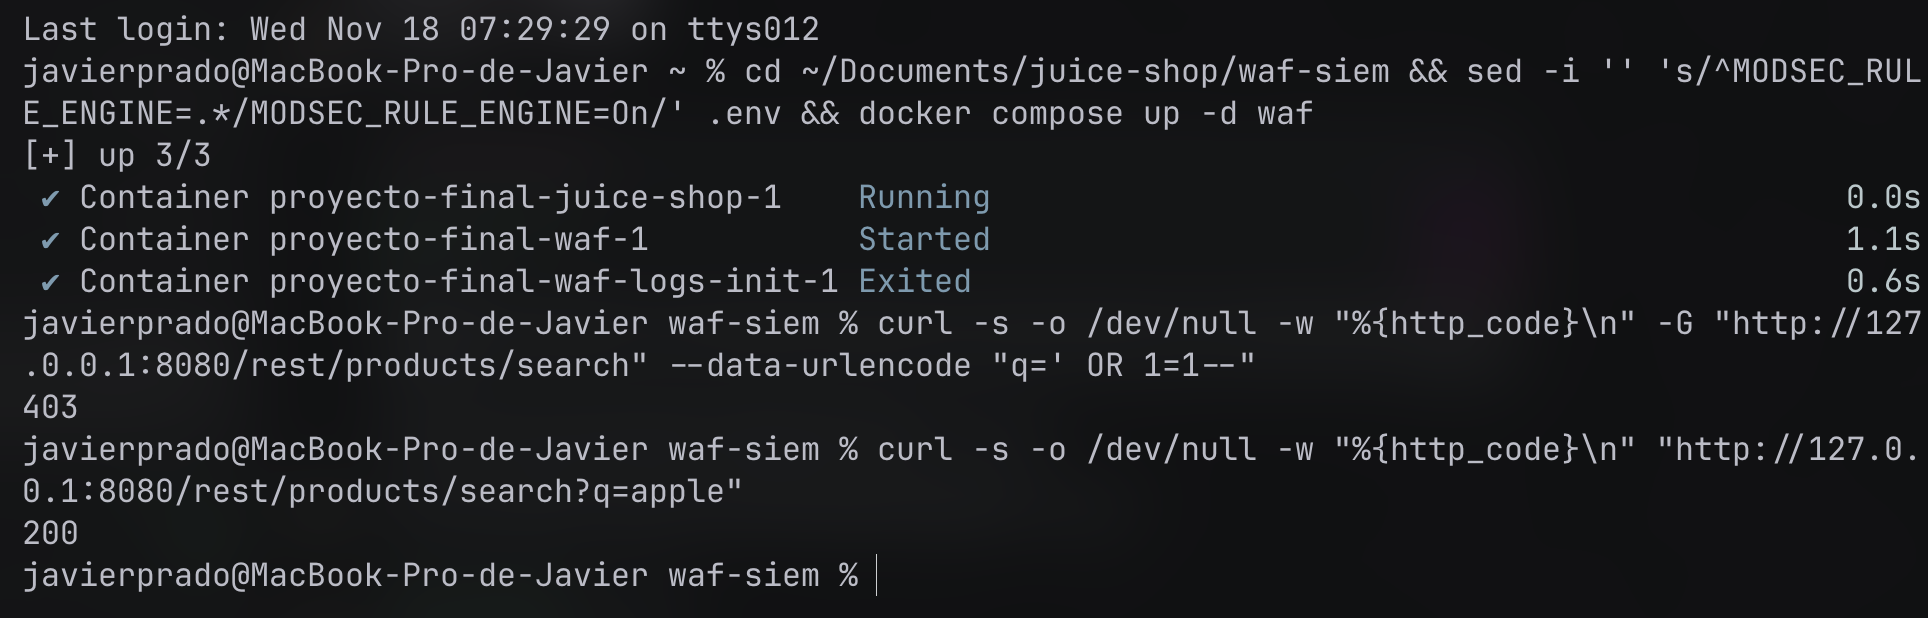 Last login: Wed Nov 18 07:29:29 on ttys012
javierprado@MacBook-Pro-de-Javier ~ % cd ~/Documents/juice-shop/waf-siem && sed -i '' 's/^MODSEC_RUL
E_ENGINE=.*/MODSEC_RULE_ENGINE=On/' .env && docker compose up -d waf
[+] up 3/3
✔ Container proyecto-final-juice-shop-1 Running 0.0s
✔ Container proyecto-final-waf-1 Started 1.1s
✔ Container proyecto-final-waf-logs-init-1 Exited 0.6s
javierprado@MacBook-Pro-de-Javier waf-siem % curl -s -o /dev/null -w "%{http_code}\n" -G "http://127
.0.0.1:8080/rest/products/search" --data-urlencode "q=' OR 1=1--"
403
javierprado@MacBook-Pro-de-Javier waf-siem % curl -s -o /dev/null -w "%{http_code}\n" "http://127.0.
0.1:8080/rest/products/search?q=apple"
200
javierprado@MacBook-Pro-de-Javier waf-siem %